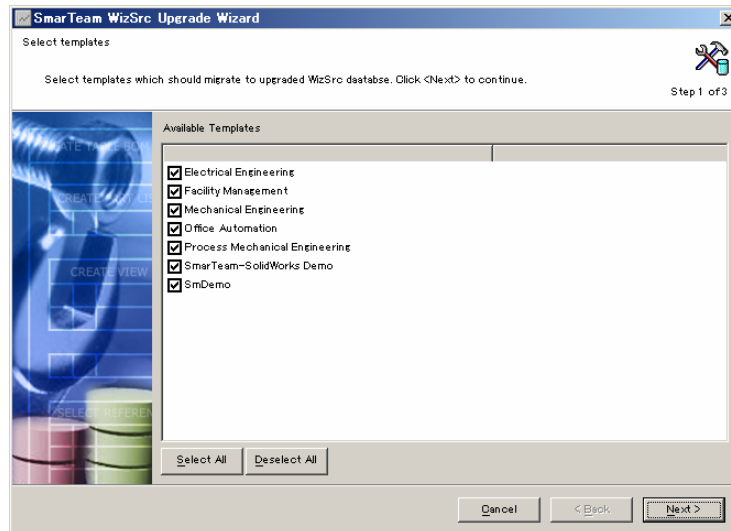 SmarTeam WizSrc Upgrade Wizard
Select templates
Select templates which should migrate to upgraded WizSrc daatabse. Click <Next> to continue.
Step 1 of 3
Available Templates
Electrical Engineering
Facility Management
Mechanical Engineering
Office Automation
Process Mechanical Engineering
SmarTeam-SolidWorks Demo
SmDemo
CREATE VIEW
Select All
Deselect All
Cancel
< Back
Next >